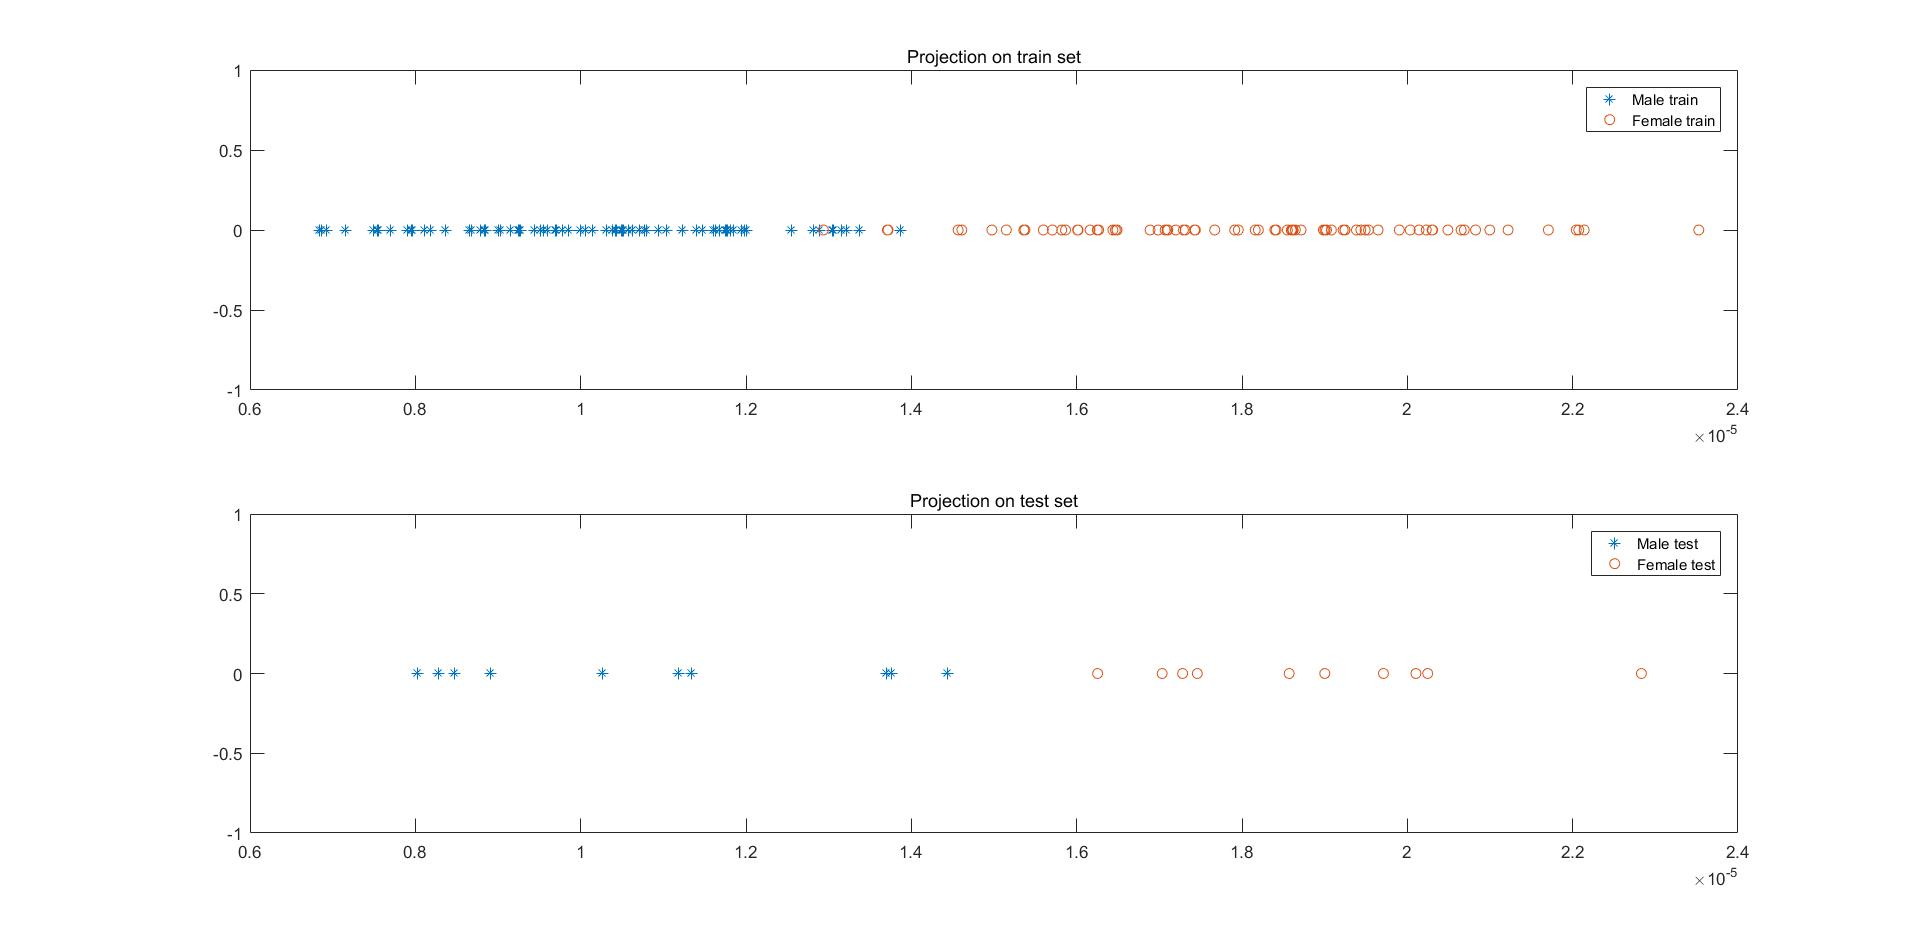 Projection on train set
1
0.5
0
-0.5
-1
0.6 0.8 1 1.2 1.4 1.6 1.8 2 2.2 2.4
×10-5
Male train
Female train
Projection on test set
1
0.5
0
-0.5
-1
0.6 0.8 1 1.2 1.4 1.6 1.8 2 2.2 2.4
×10-5
Male test
Female test